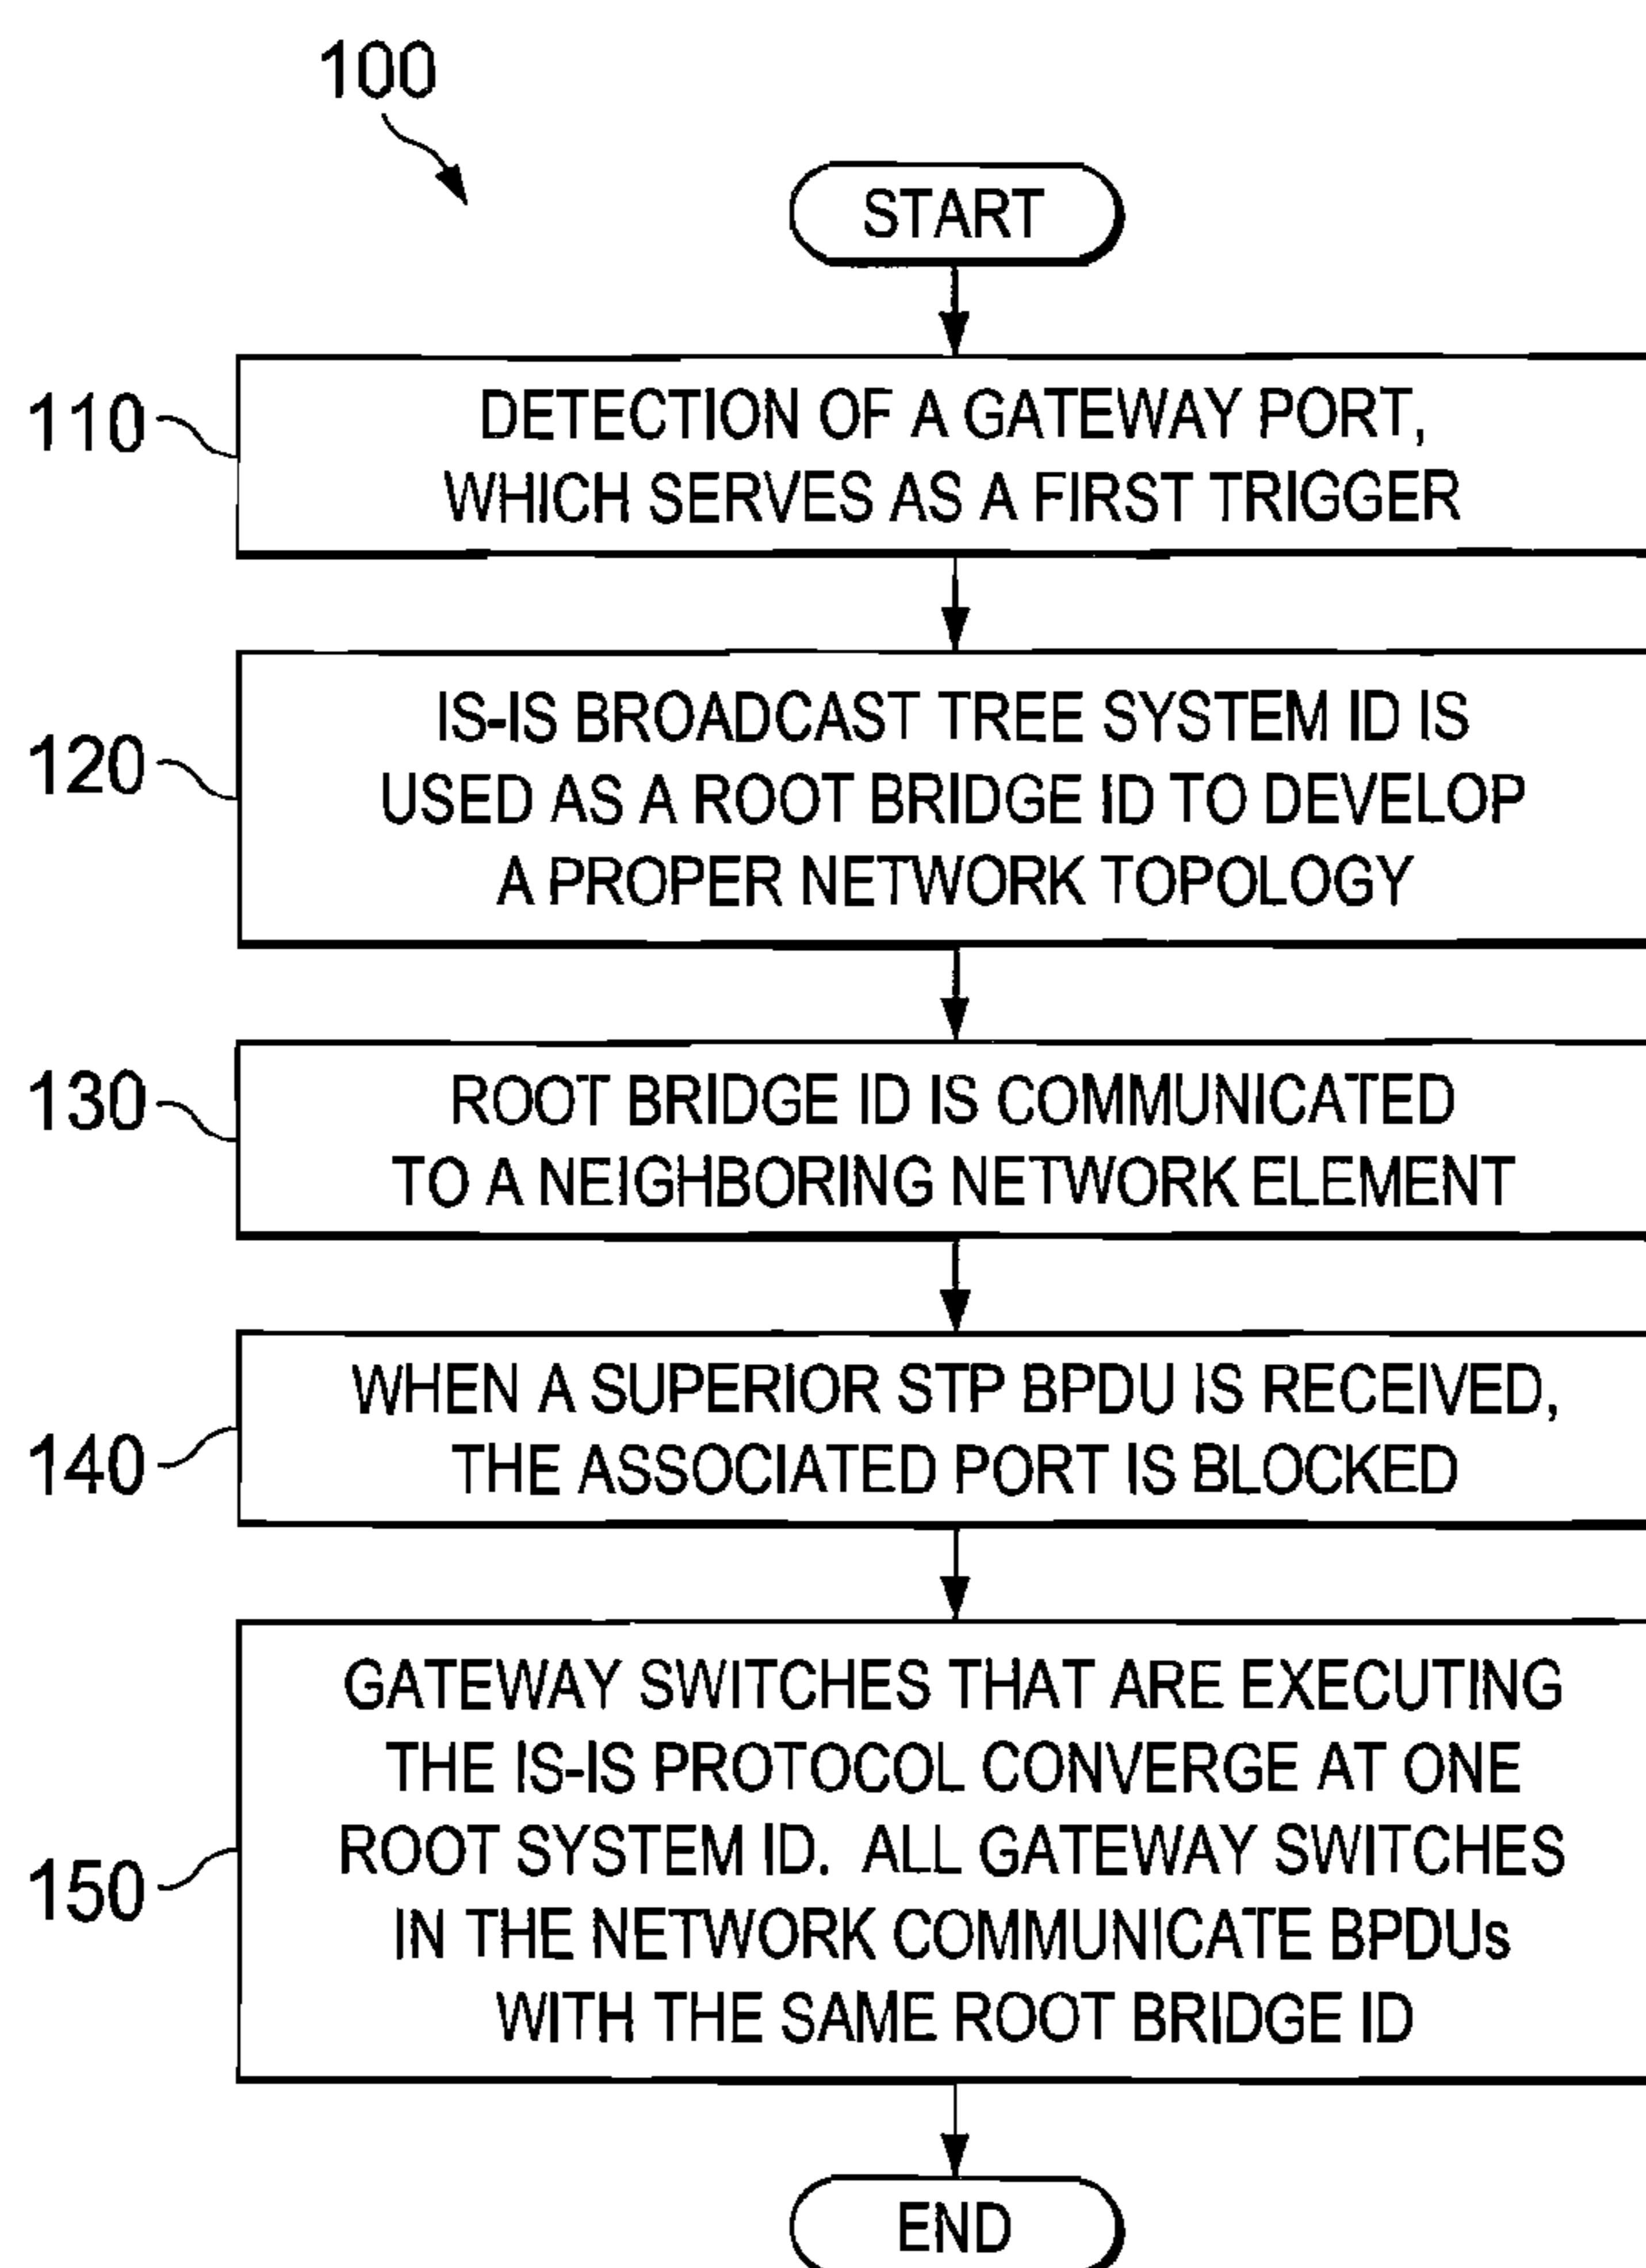 100
START
110
DETECTION OF A GATEWAY PORT,
WHICH SERVES AS A FIRST TRIGGER
120
IS-IS BROADCAST TREE SYSTEM ID IS
USED AS A ROOT BRIDGE ID TO DEVELOP
A PROPER NETWORK TOPOLOGY
130
ROOT BRIDGE ID IS COMMUNICATED
TO A NEIGHBORING NETWORK ELEMENT
140
WHEN A SUPERIOR STP BPDU IS RECEIVED,
THE ASSOCIATED PORT IS BLOCKED
150
GATEWAY SWITCHES THAT ARE EXECUTING
THE IS-IS PROTOCOL CONVERGE AT ONE
ROOT SYSTEM ID. ALL GATEWAY SWITCHES
IN THE NETWORK COMMUNICATE BPDUs
WITH THE SAME ROOT BRIDGE ID
END